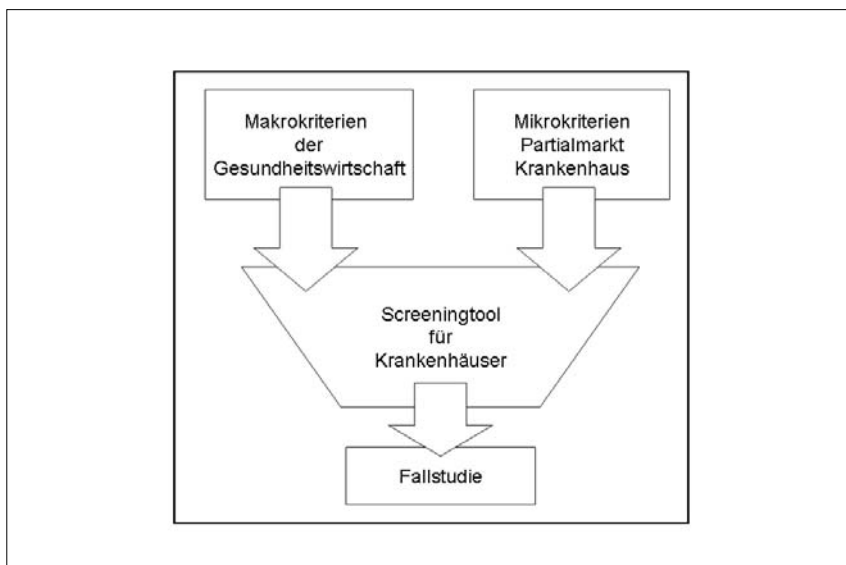 Makrokriterien
der
Gesundheitswirtschaft
Mikrokriterien
Partialmarkt
Krankenhaus
Screeningtool
für
Krankenhäuser
Fallstudie